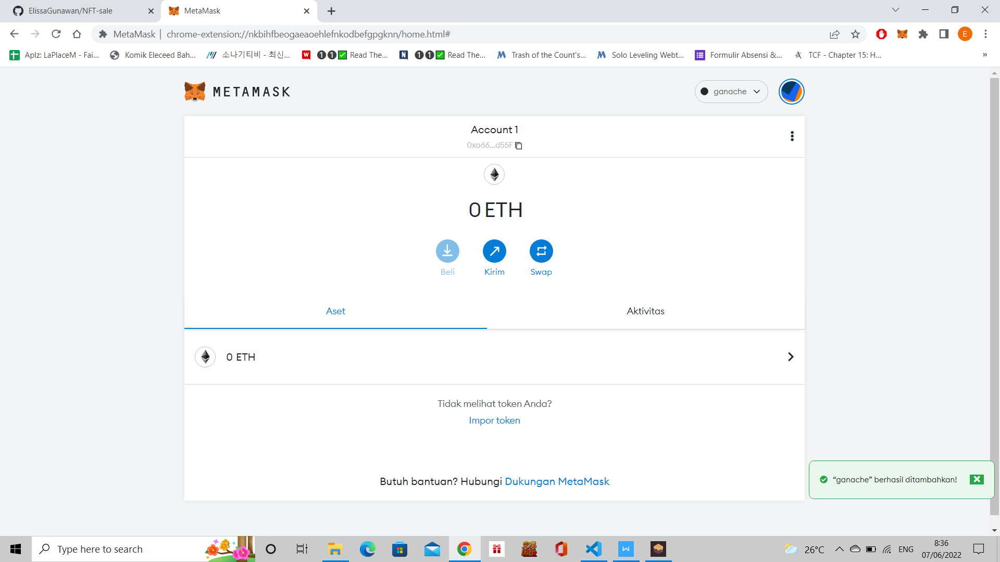 ElissaGunawan/NFT-sale
MetaMask
MetaMask | chrome-extension://nkbihfbeogaeaoehlefnkodbefgpgknn/home.html#
E
Aplz: LaPlaceM - Fai...
Komik Eleceed Bah...
소나기티비 - 최신...
❶❶✅ Read The...
❶❶✅ Read The...
Trash of the Count's...
Solo Leveling Webt...
Formulir Absensi &...
TCF - Chapter 15: H...
»
METAMASK
ganache
Account 1
0xa66...d55F
0 ETH
Beli
Kirim
Swap
Aset
Aktivitas
0 ETH
Tidak melihat token Anda?
Impor token
Butuh bantuan? Hubungi Dukungan MetaMask
“ganache” berhasil ditambahkan!
Type here to search
26°C
ENG
8:36
07/06/2022